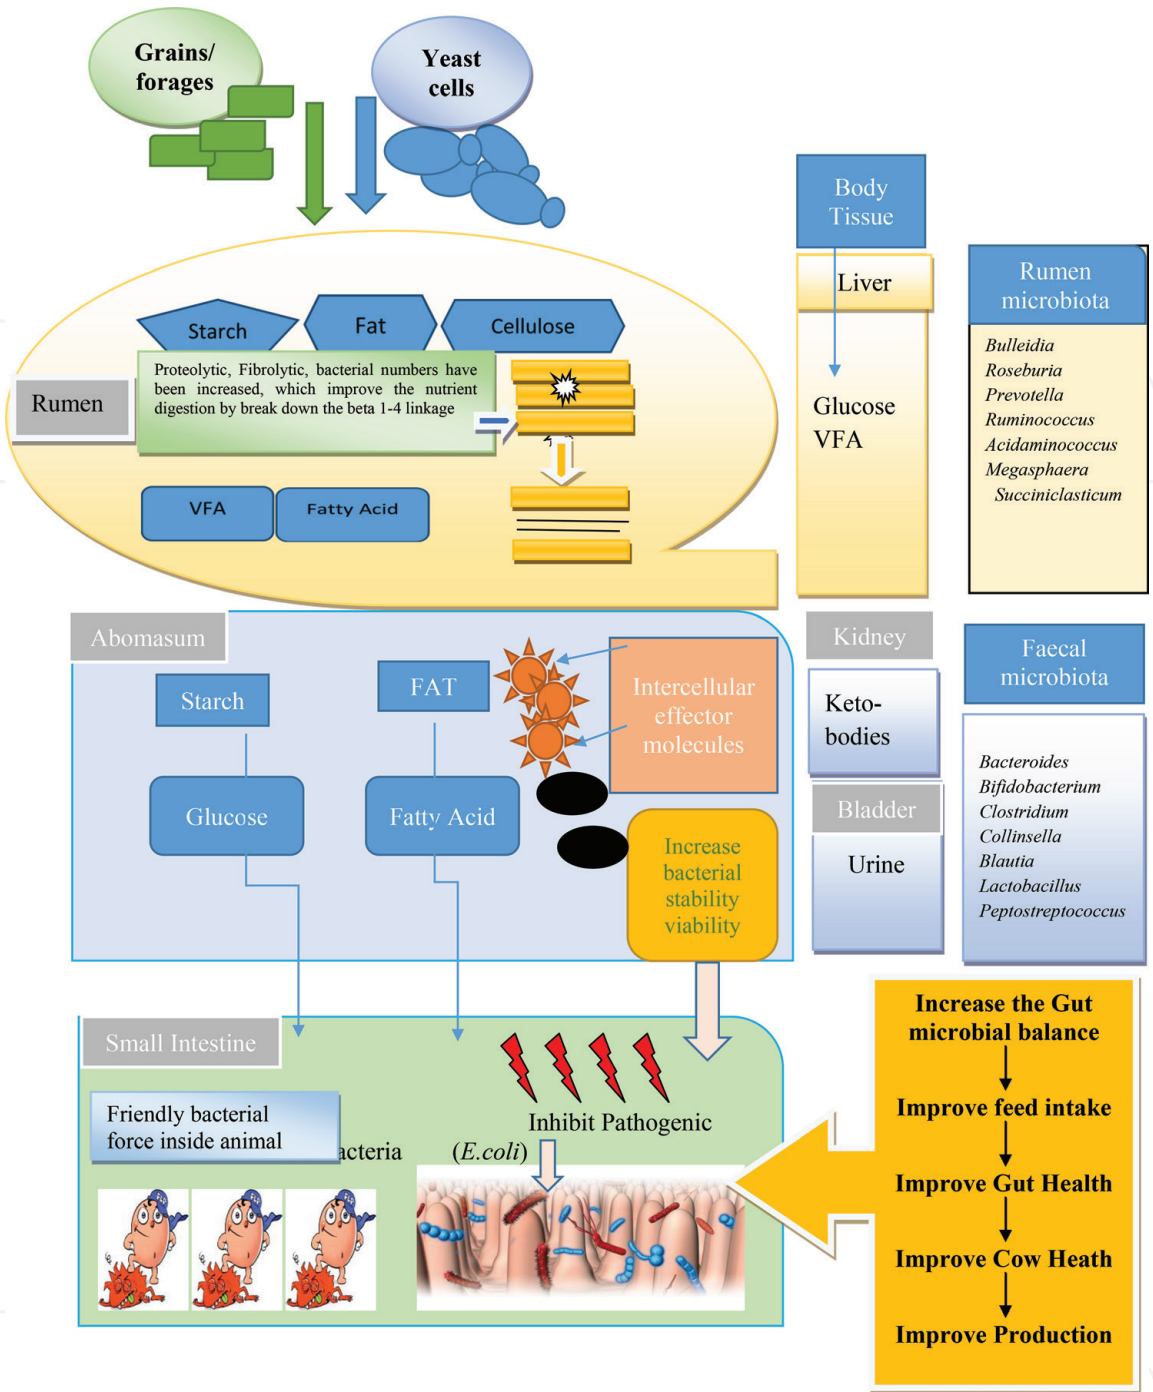 Grains/
forages
Yeast
cells
Starch
Fat
Cellulose
Proteolytic, Fibrolytic, bacterial numbers have
been increased, which improve the nutrient
digestion by break down the beta 1-4 linkage
Rumen
VFA
Fatty Acid
Body
Tissue
Liver
Glucose
VFA
Rumen
microbiota
Bulleidia
Roseburia
Prevotella
Ruminococcus
Acidaminococcus
Megasphaera
Succiniclasticum
Abomasum
Starch
FAT
Intercellular
effector
molecules
Glucose
Fatty Acid
Increase
bacterial
stability
viability
Kidney
Keto-
bodies
Bladder
Urine
Faecal
microbiota
Bacteroides
Bifidobacterium
Clostridium
Collinsella
Blautia
Lactobacillus
Peptostreptococcus
Small Intestine
Friendly bacterial
force inside animal
Inhibit Pathogenic
acteria (E.coli)
Increase the Gut
microbial balance
Improve feed intake
Improve Gut Health
Improve Cow Heath
Improve Production